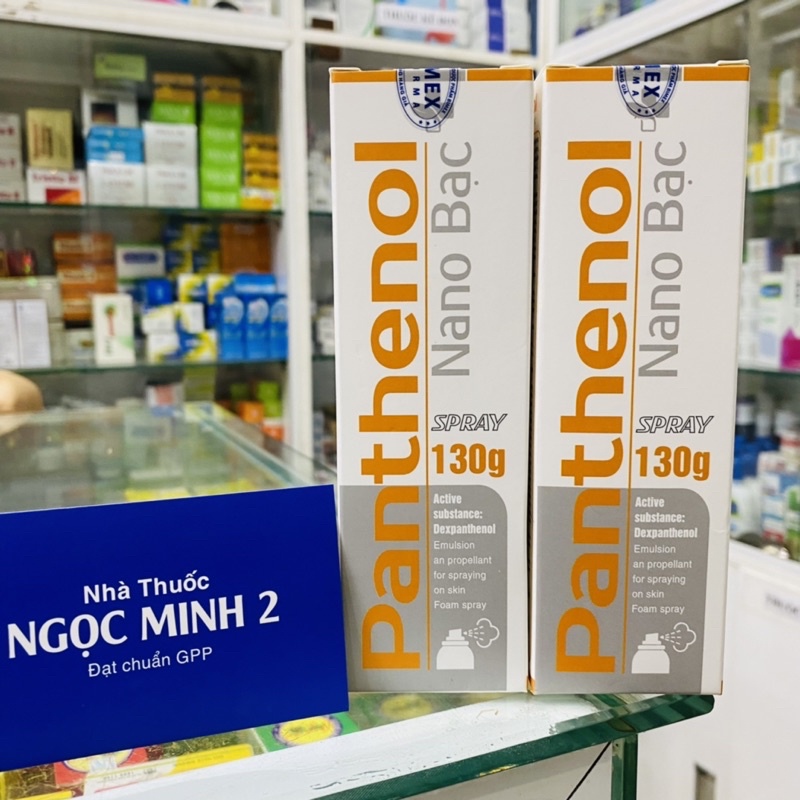 Panthenol
Nano Bạc
SPRAY
130g
Active
substance:
Dexpanthenol
Emulsion
an propellant
for spraying
on skin
Foam spray
Panthenol
Nano Bạc
SPRAY
130g
Active
substance:
Dexpanthenol
Emulsion
an propellant
for spraying
on skin
Foam spray
Nhà Thuốc
NGỌC MINH 2
Đạt chuẩn GPP